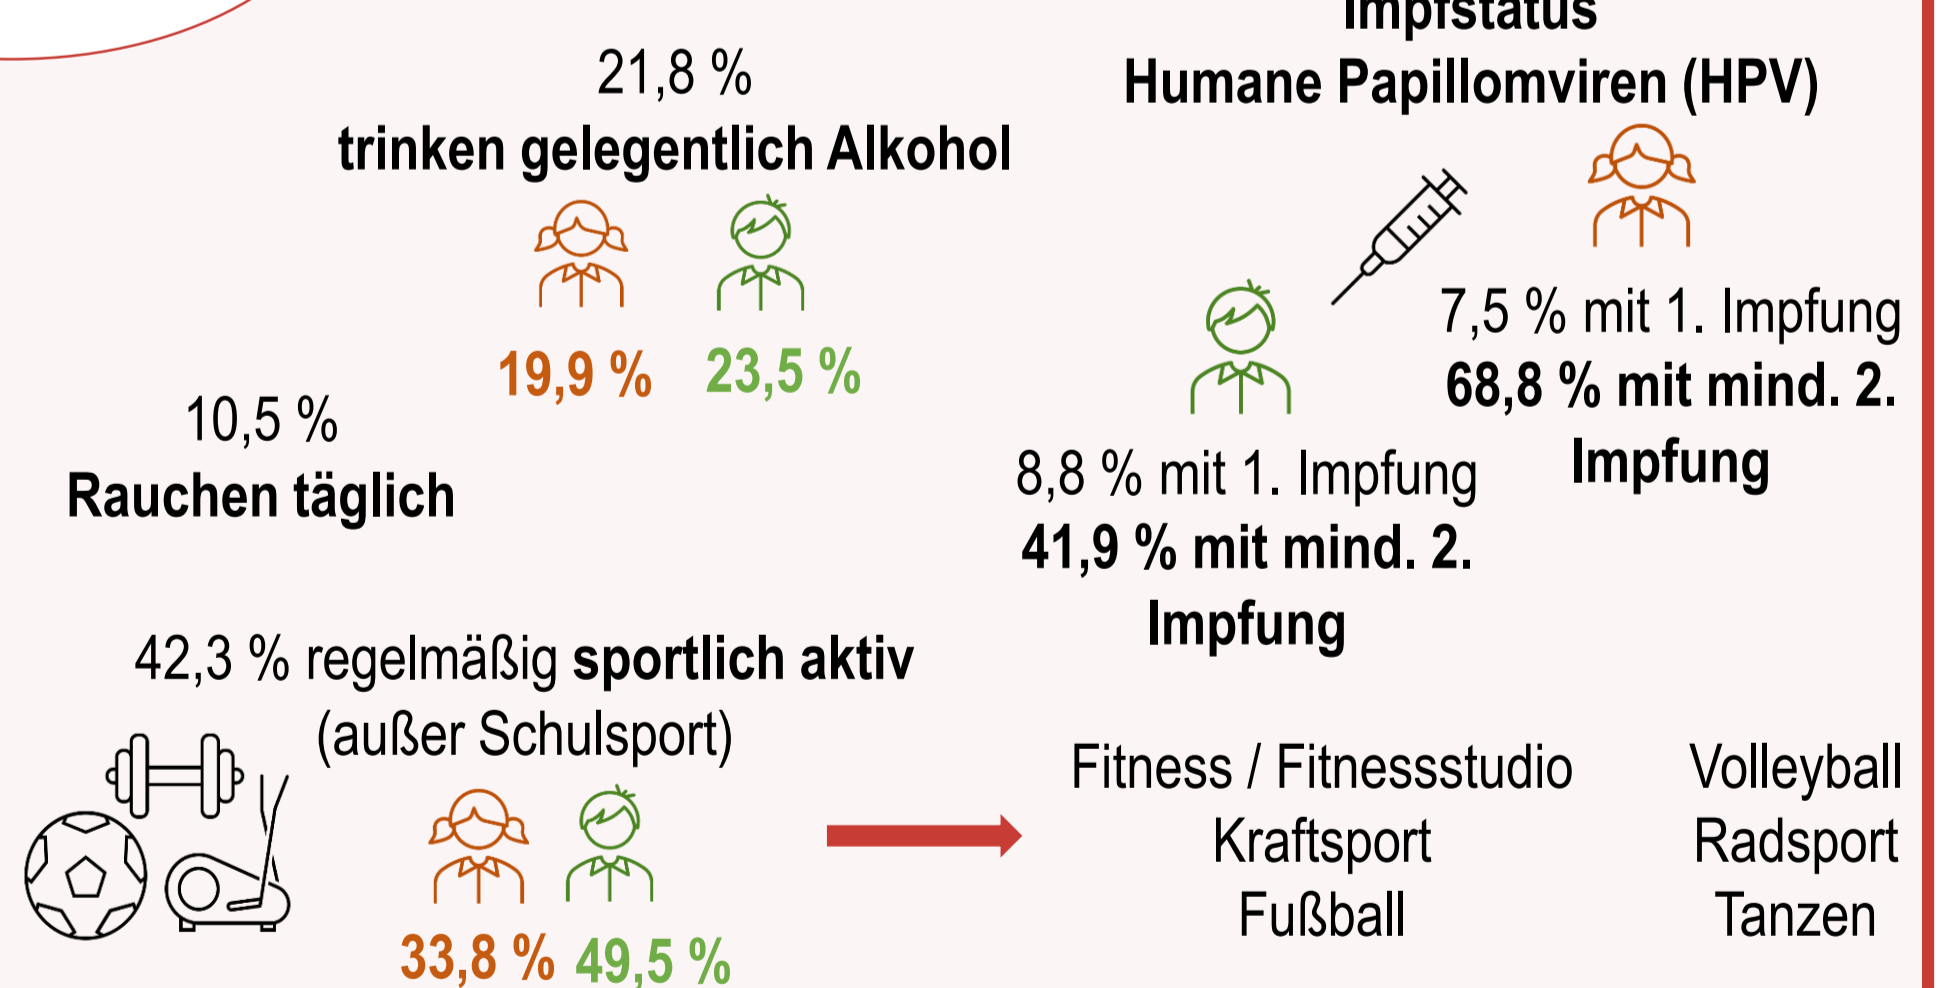 21,8 %
trinken gelegentlich Alkohol
19,9 %
23,5 %
10,5 %
Rauchen täglich
42,3 % regelmäßig sportlich aktiv
(außer Schulsport)
33,8 %
49,5 %
Impfstatus
Humane Papillomviren (HPV)
7,5 % mit 1. Impfung
68,8 % mit mind. 2.
Impfung
8,8 % mit 1. Impfung
41,9 % mit mind. 2.
Impfung
Fitness / Fitnessstudio
Kraftsport
Fußball
Volleyball
Radsport
Tanzen